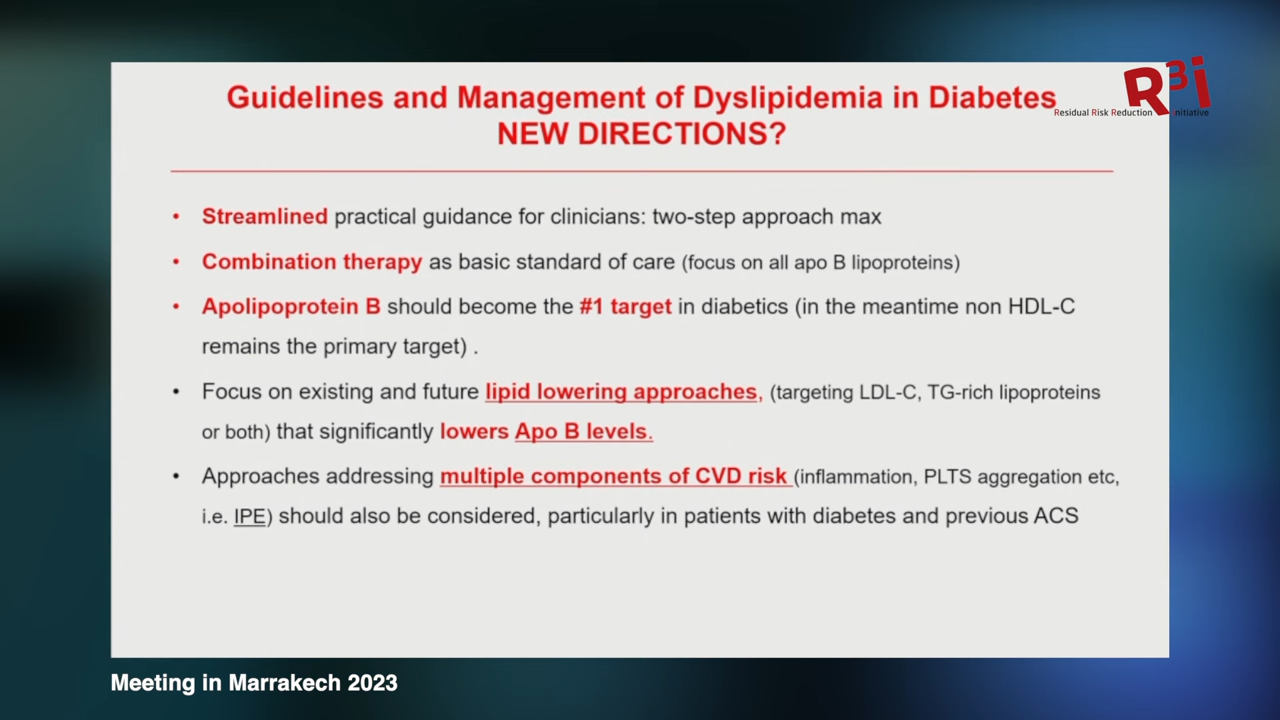 R3i
Residual Risk Reduction Initiative
Guidelines and Management of Dyslipidemia in Diabetes
NEW DIRECTIONS?
• Streamlined practical guidance for clinicians: two-step approach max
• Combination therapy as basic standard of care (focus on all apo B lipoproteins)
• Apolipoprotein B should become the #1 target in diabetics (in the meantime non HDL-C
remains the primary target) .
• Focus on existing and future lipid lowering approaches, (targeting LDL-C, TG-rich lipoproteins
or both) that significantly lowers Apo B levels.
• Approaches addressing multiple components of CVD risk (inflammation, PLTS aggregation etc,
i.e. IPE) should also be considered, particularly in patients with diabetes and previous ACS
Meeting in Marrakech 2023